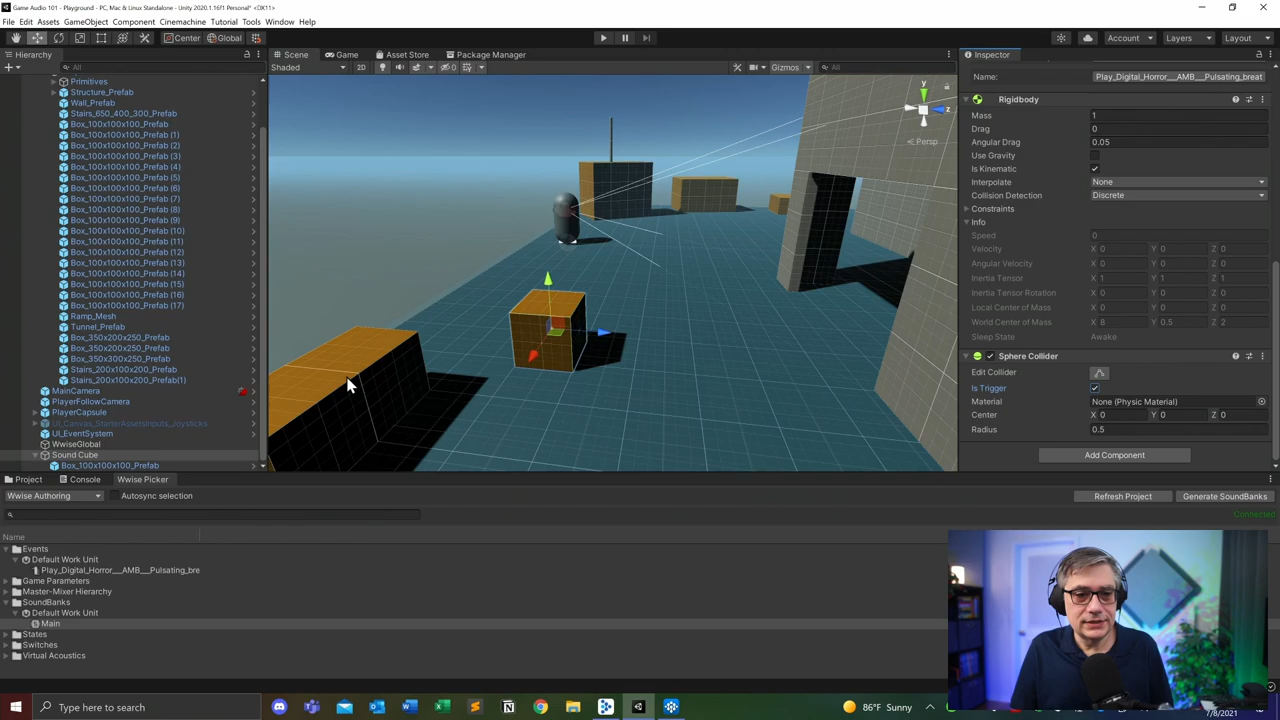 Game Audio 101 - Playground - PC, Mac & Linux Standalone - Unity 2020.1.16f1 Personal* <DX11>
File Edit Assets GameObject Component Cinemachine Tutorial Tools Window Help
Center Global Account Layers Layout
Hierarchy Scene Game Asset Store Package Manager Inspector
All Shaded 2D 0 Gizmos All
Name: Play_Digital_Horror___AMB___Pulsating_breat
Primitives
Structure_Prefab
Wall_Prefab
Stairs_650_400_300_Prefab
Box_100x100x100_Prefab
Box_100x100x100_Prefab (1)
Box_100x100x100_Prefab (2)
Box_100x100x100_Prefab (3)
Box_100x100x100_Prefab (4)
Box_100x100x100_Prefab (5)
Box_100x100x100_Prefab (6)
Box_100x100x100_Prefab (7)
Box_100x100x100_Prefab (8)
Box_100x100x100_Prefab (9)
Box_100x100x100_Prefab (10)
Box_100x100x100_Prefab (11)
Box_100x100x100_Prefab (12)
Box_100x100x100_Prefab (13)
Box_100x100x100_Prefab (14)
Box_100x100x100_Prefab (15)
Box_100x100x100_Prefab (16)
Box_100x100x100_Prefab (17)
Ramp_Mesh
Tunnel_Prefab
Box_350x200x250_Prefab
Box_350x200x250_Prefab
Box_350x300x250_Prefab
Stairs_200x100x200_Prefab
Stairs_200x100x200_Prefab(1)
MainCamera
PlayerFollowCamera
PlayerCapsule
UI_Canvas_StarterAssetsInputs_Joysticks
UI_EventSystem
WwiseGlobal
Sound Cube
Box_100x100x100_Prefab
y
z
Persp
Rigidbody
Mass 1
Drag 0
Angular Drag 0.05
Use Gravity
Is Kinematic
Interpolate None
Collision Detection Discrete
Constraints
Info
Speed 0
Velocity X 0 Y 0 Z 0
Angular Velocity X 0 Y 0 Z 0
Inertia Tensor X 1 Y 1 Z 1
Inertia Tensor Rotation X 0 Y 0 Z 0
Local Center of Mass X 0 Y 0 Z 0
World Center of Mass X 8 Y 0.5 Z 2
Sleep State Awake
Sphere Collider
Edit Collider
Is Trigger
Material None (Physic Material)
Center X 0 Y 0 Z 0
Radius 0.5
Add Component
Project Console Wwise Picker
Wwise Authoring Autosync selection Refresh Project Generate SoundBanks
Connected
Name
Events
Default Work Unit
Play_Digital_Horror___AMB___Pulsating_bre
Game Parameters
Master-Mixer Hierarchy
SoundBanks
Default Work Unit
Main
States
Switches
Virtual Acoustics
Type here to search
86°F Sunny
7/8/2021